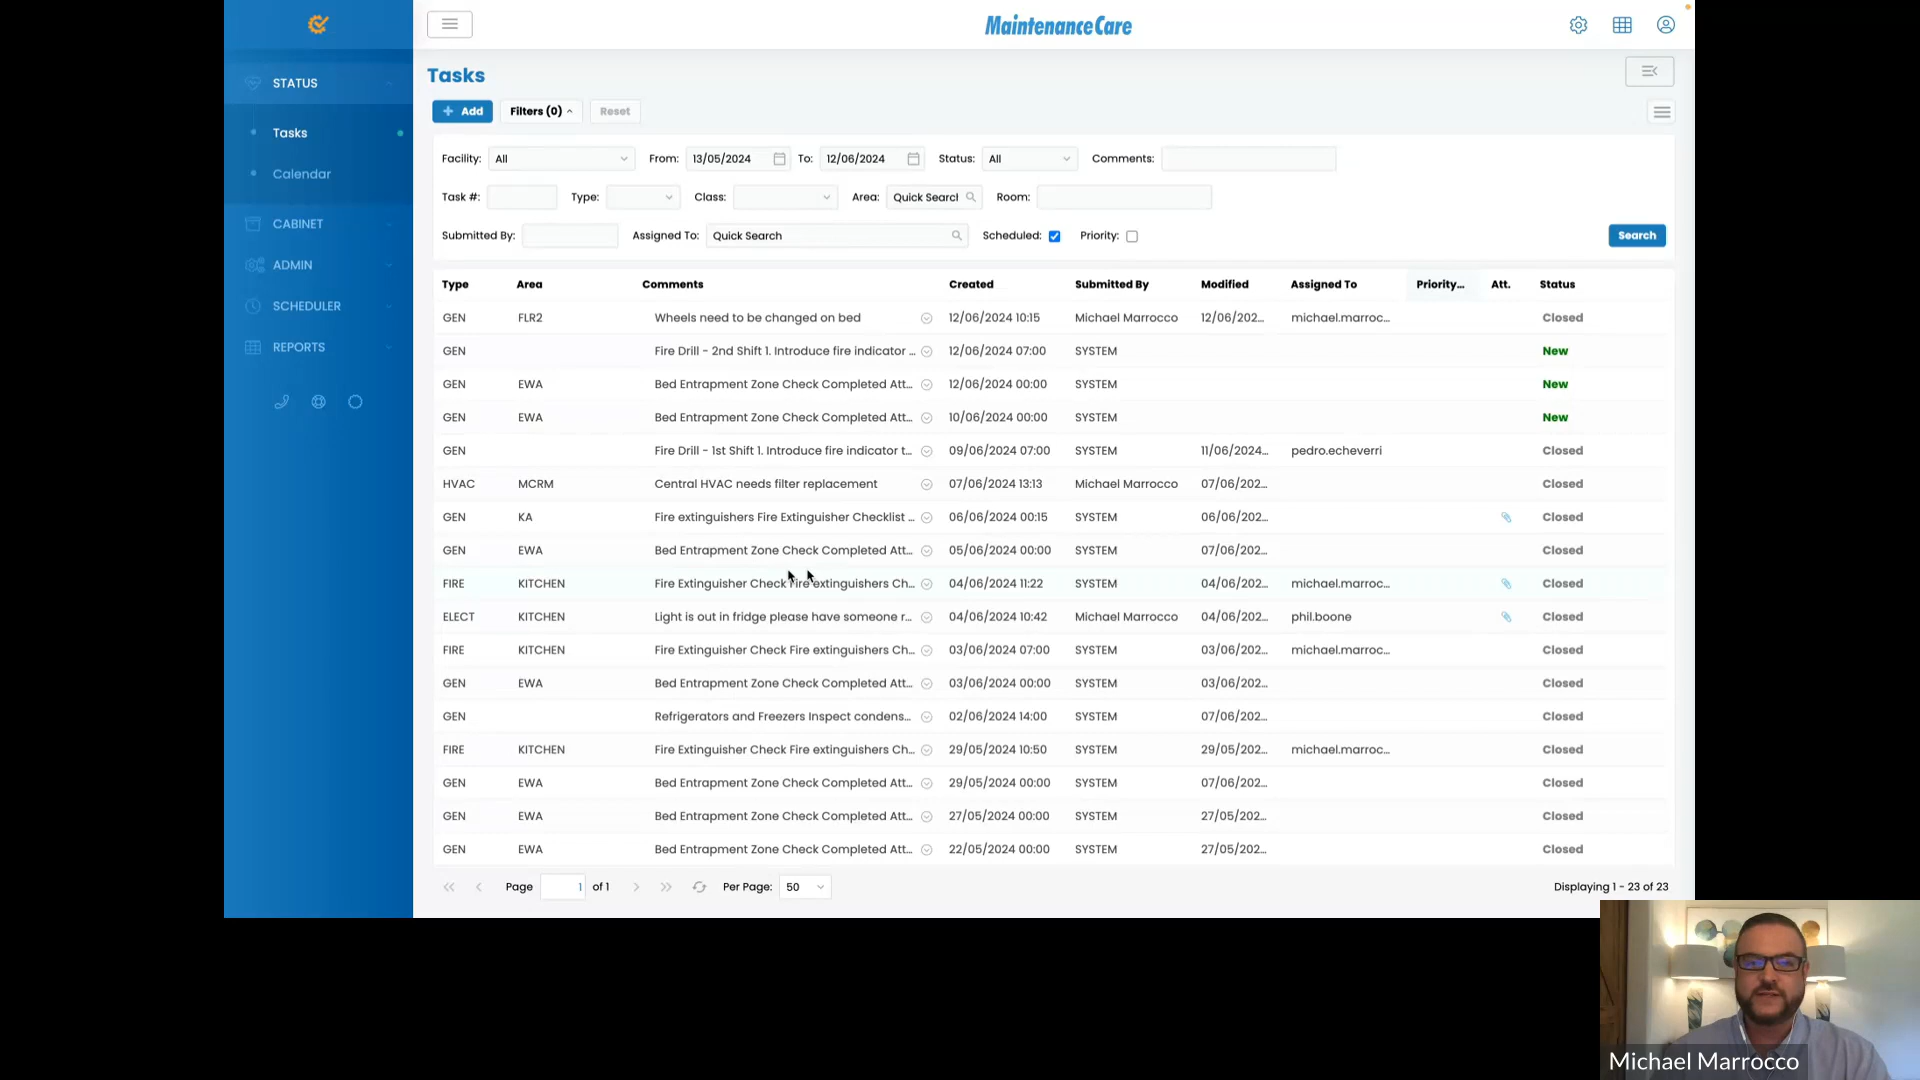 MaintenanceCare
STATUS
Tasks
Calendar
CABINET
ADMIN
SCHEDULER
REPORTS
Tasks
+ Add Filters (0) Reset
Facility: All From: 13/05/2024 To: 12/06/2024 Status: All Comments:
Task #: Type: Class: Area: Quick Searcl Room:
Submitted By: Assigned To: Quick Search Scheduled: Priority: Search
Type Area Comments Created Submitted By Modified Assigned To Priority... Att. Status
GEN FLR2 Wheels need to be changed on bed 12/06/2024 10:15 Michael Marrocco 12/06/202... michael.marroc... Closed
GEN Fire Drill - 2nd Shift 1. Introduce fire indicator ... 12/06/2024 07:00 SYSTEM New
GEN EWA Bed Entrapment Zone Check Completed Att... 12/06/2024 00:00 SYSTEM New
GEN EWA Bed Entrapment Zone Check Completed Att... 10/06/2024 00:00 SYSTEM New
GEN Fire Drill - 1st Shift 1. Introduce fire indicator t... 09/06/2024 07:00 SYSTEM 11/06/2024... pedro.echeverri Closed
HVAC MCRM Central HVAC needs filter replacement 07/06/2024 13:13 Michael Marrocco 07/06/202... Closed
GEN KA Fire extinguishers Fire Extinguisher Checklist ... 06/06/2024 00:15 SYSTEM 06/06/202... Closed
GEN EWA Bed Entrapment Zone Check Completed Att... 05/06/2024 00:00 SYSTEM 07/06/202... Closed
FIRE KITCHEN Fire Extinguisher Check Fire extinguishers Ch... 04/06/2024 11:22 SYSTEM 04/06/202... michael.marroc... Closed
ELECT KITCHEN Light is out in fridge please have someone r... 04/06/2024 10:42 Michael Marrocco 04/06/202... phil.boone Closed
FIRE KITCHEN Fire Extinguisher Check Fire extinguishers Ch... 03/06/2024 07:00 SYSTEM 03/06/202... michael.marroc... Closed
GEN EWA Bed Entrapment Zone Check Completed Att... 03/06/2024 00:00 SYSTEM 03/06/202... Closed
GEN Refrigerators and Freezers Inspect condens... 02/06/2024 14:00 SYSTEM 07/06/202... Closed
FIRE KITCHEN Fire Extinguisher Check Fire extinguishers Ch... 29/05/2024 10:50 SYSTEM 29/05/202... michael.marroc... Closed
GEN EWA Bed Entrapment Zone Check Completed Att... 29/05/2024 00:00 SYSTEM 07/06/202... Closed
GEN EWA Bed Entrapment Zone Check Completed Att... 27/05/2024 00:00 SYSTEM 27/05/202... Closed
GEN EWA Bed Entrapment Zone Check Completed Att... 22/05/2024 00:00 SYSTEM 27/05/202... Closed
Page 1 of 1 Per Page: 50 Displaying 1 - 23 of 23
Michael Marrocco